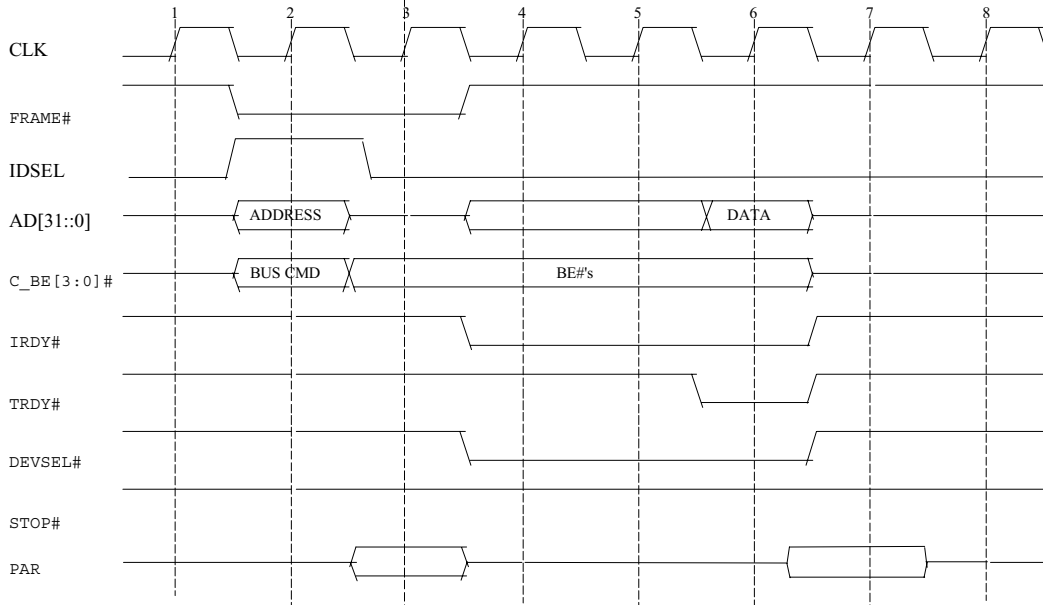 1 2 3 4 5 6 7 8
CLK
FRAME#
IDSEL
AD[31::0] ADDRESS DATA
C_BE[3:0]# BUS CMD BE#'s
IRDY#
TRDY#
DEVSEL#
STOP#
PAR